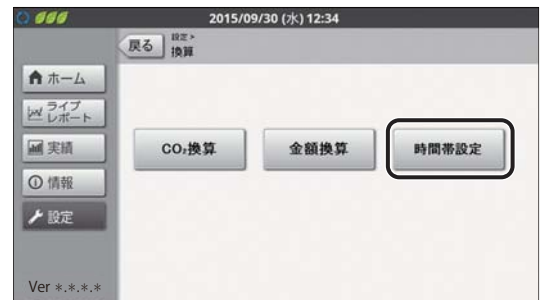 2015/09/30 (水) 12:34
戻る
設定 >
換算
ホーム
ライブ
レポート
実績
情報
設定
CO₂換算
金額換算
時間帯設定
Ver *.*.*.*